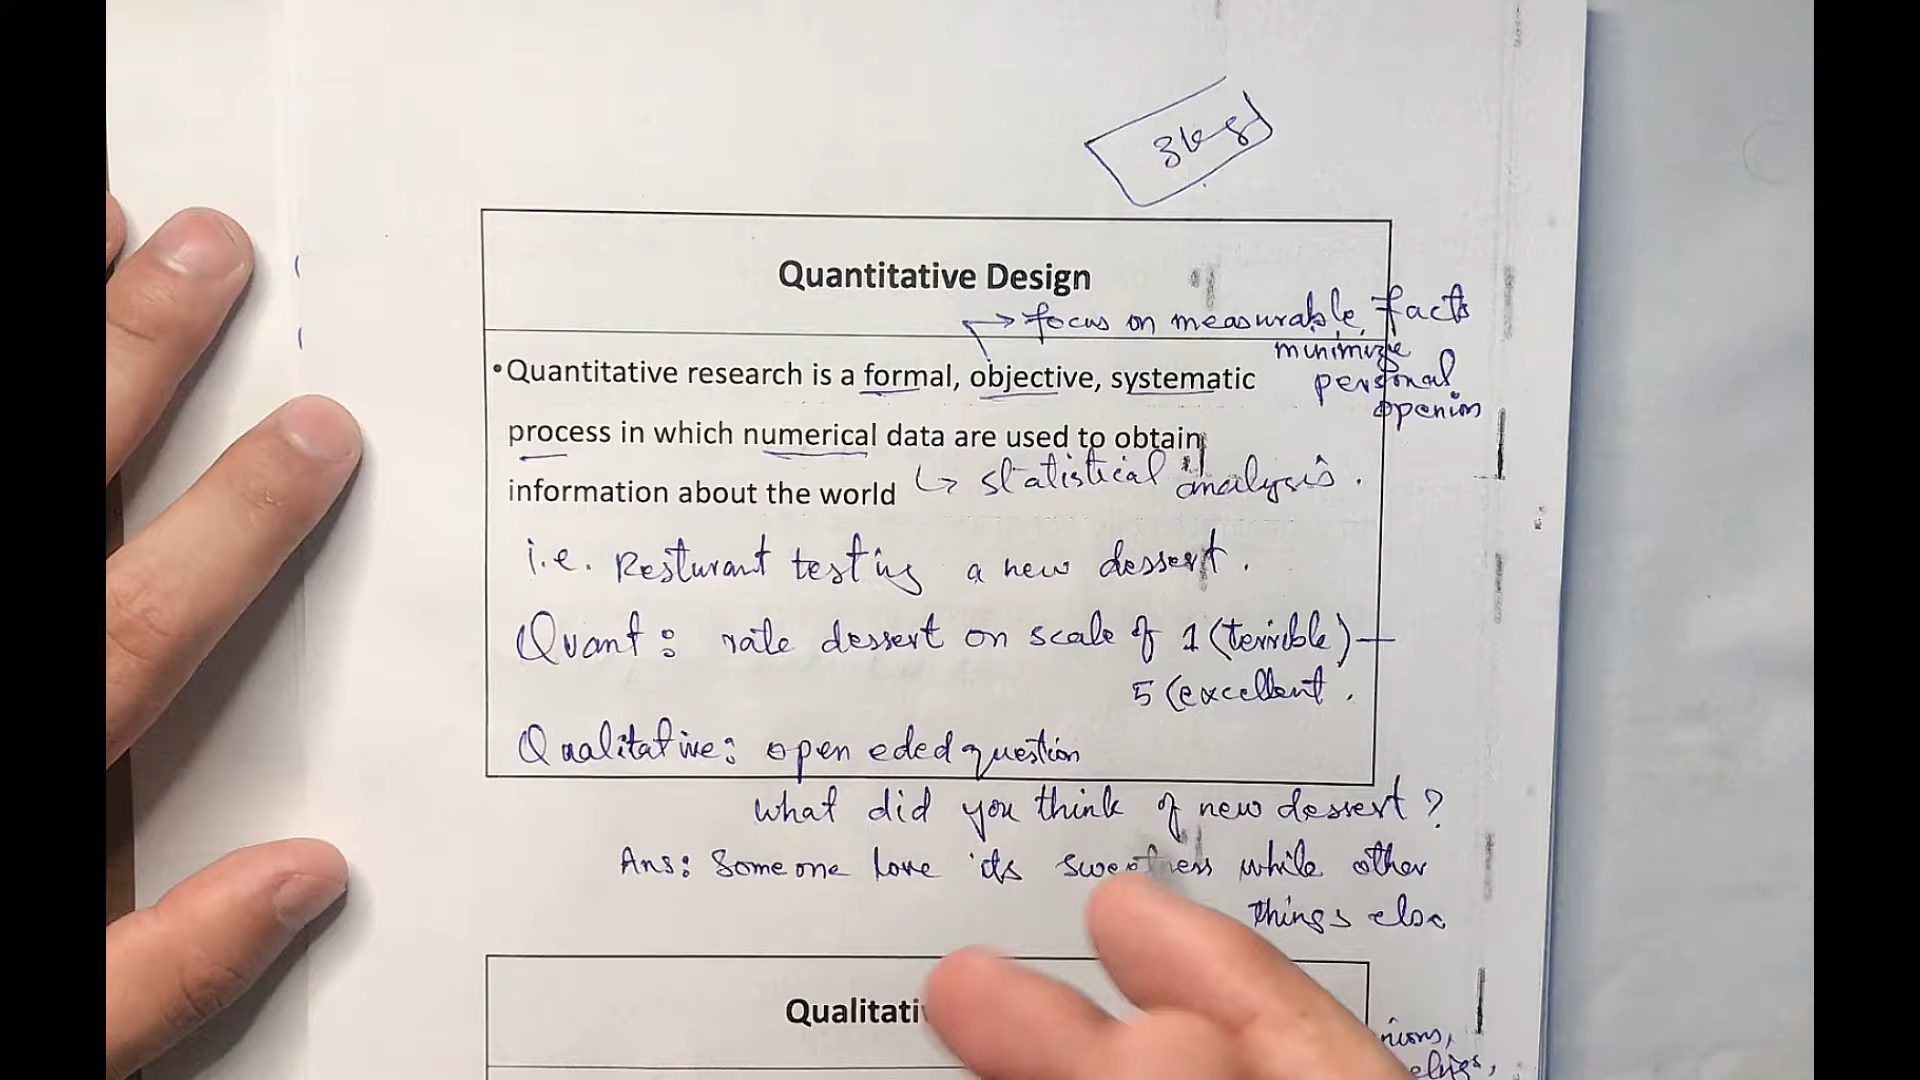 3kg
Quantitative Design
→ focus on measurable facts
minimize
personal
openion
•Quantitative research is a formal, objective, systematic
process in which numerical data are used to obtain
information about the world
↳ statistical analysis.
i.e. Resturant testing a new dessert.
Quant: rate dessert on scale of 1 (terrible) —
5 (excellent.
Qualitative: open eded question
What did you think of new dessert?
Ans: Some one love its sweetness while other
things else
Qualitati
nions,